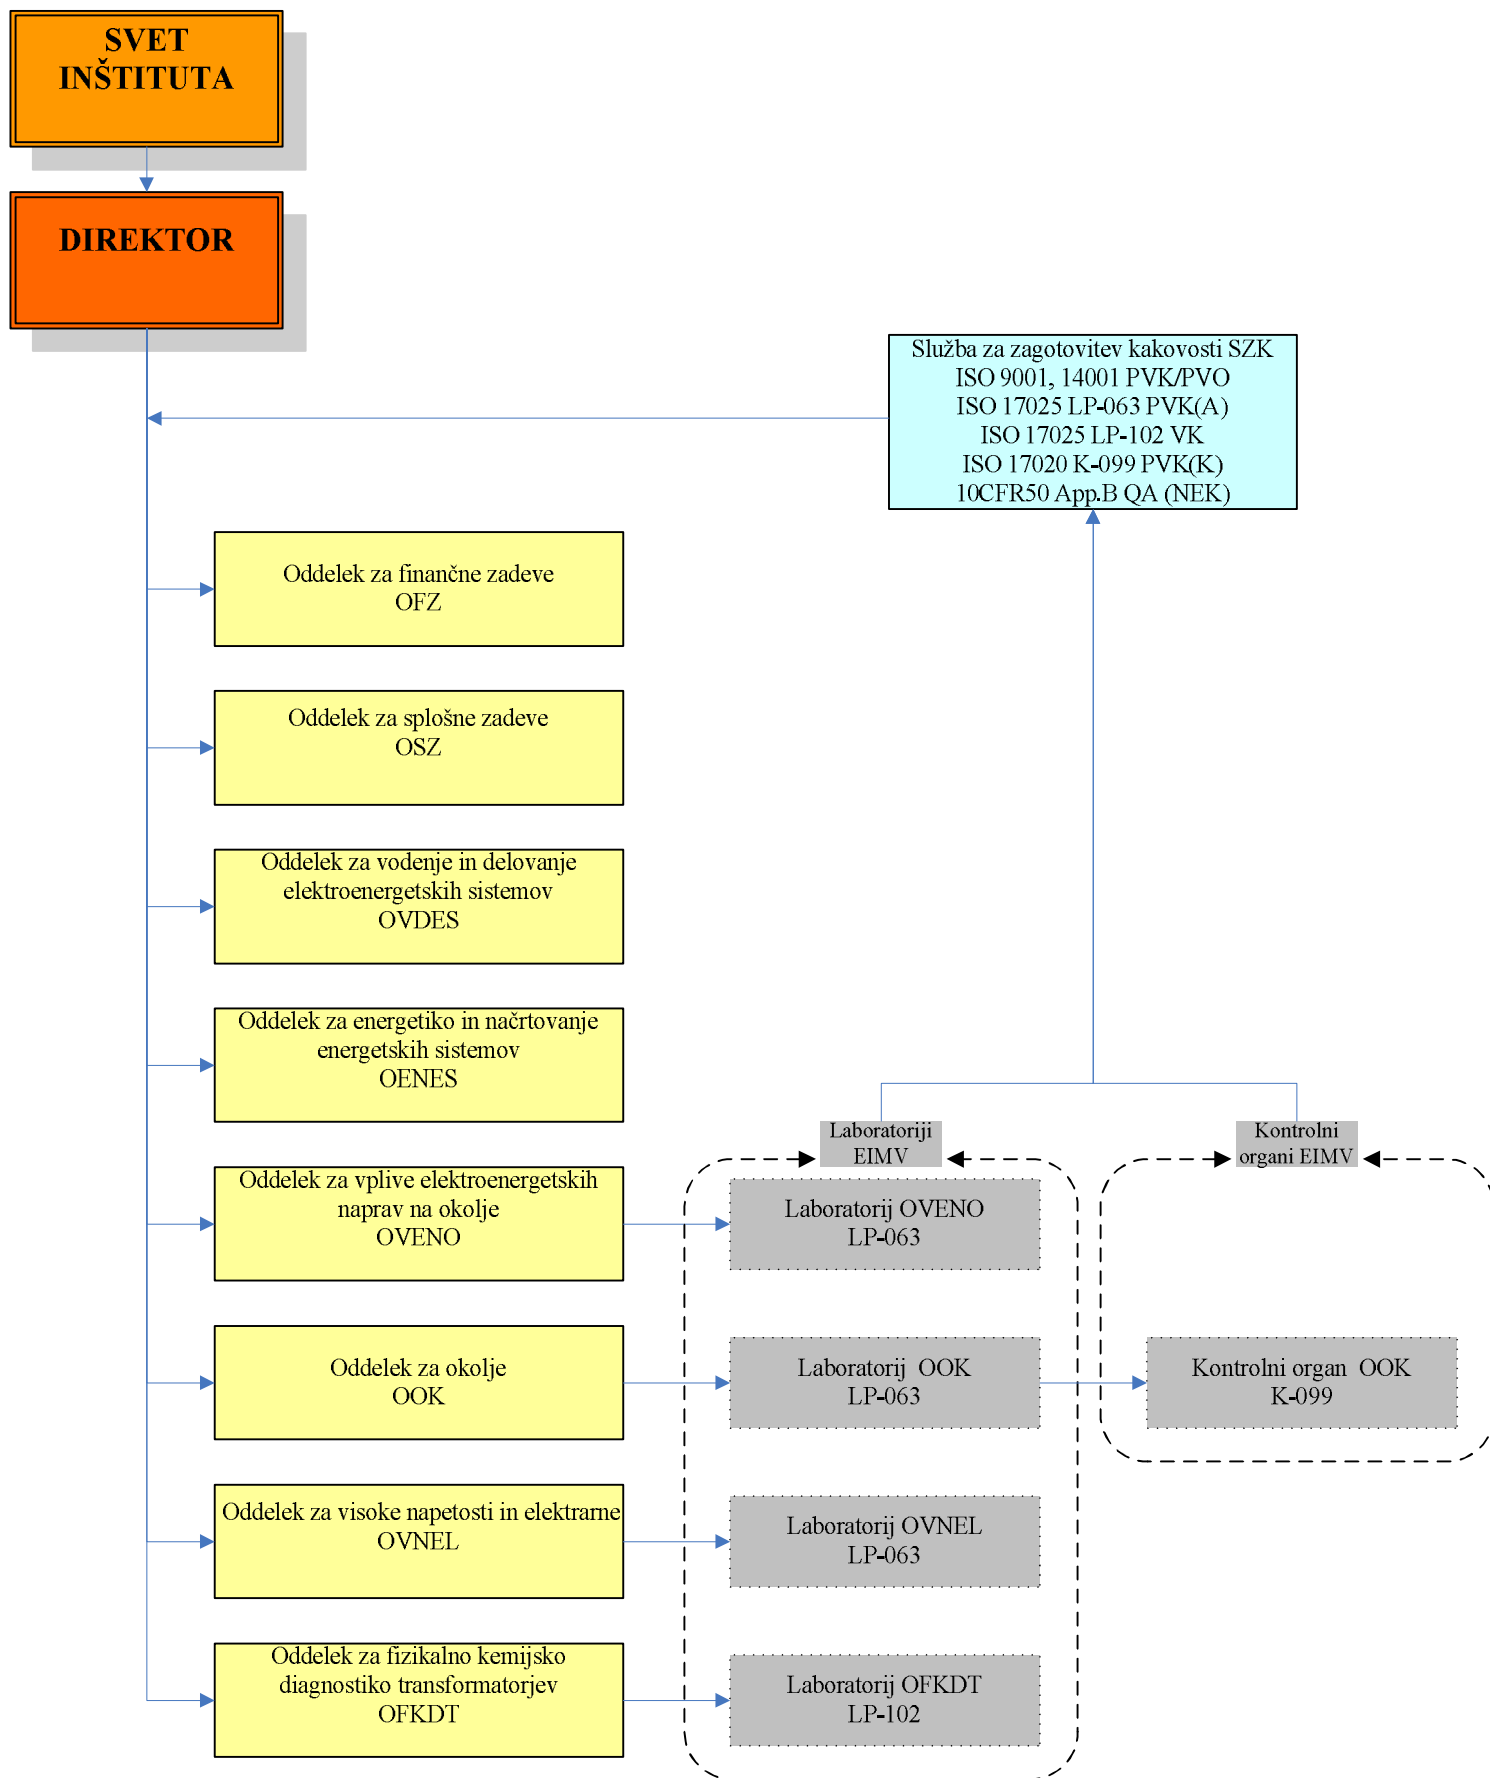 SVET
INŠTITUTA
DIREKTOR
Služba za zagotovitev kakovosti SZK
ISO 9001, 14001 PVK/PVO
ISO 17025 LP-063 PVK(A)
ISO 17025 LP-102 VK
ISO 17020 K-099 PVK(K)
10CFR50 App.B QA (NEK)
Oddelek za finančne zadeve
OFZ
Oddelek za splošne zadeve
OSZ
Oddelek za vodenje in delovanje
elektroenergetskih sistemov
OVDES
Oddelek za energetiko in načrtovanje
energetskih sistemov
OENES
Laboratoriji
EIMV
Kontrolni
organi EIMV
Oddelek za vplive elektroenergetskih
naprav na okolje
OVENO
Laboratorij OVENO
LP-063
Oddelek za okolje
OOK
Laboratorij OOK
LP-063
Kontrolni organ OOK
K-099
Oddelek za visoke napetosti in elektrarne
OVNEL
Laboratorij OVNEL
LP-063
Oddelek za fizikalno kemijsko
diagnostiko transformatorjev
OFKDT
Laboratorij OFKDT
LP-102